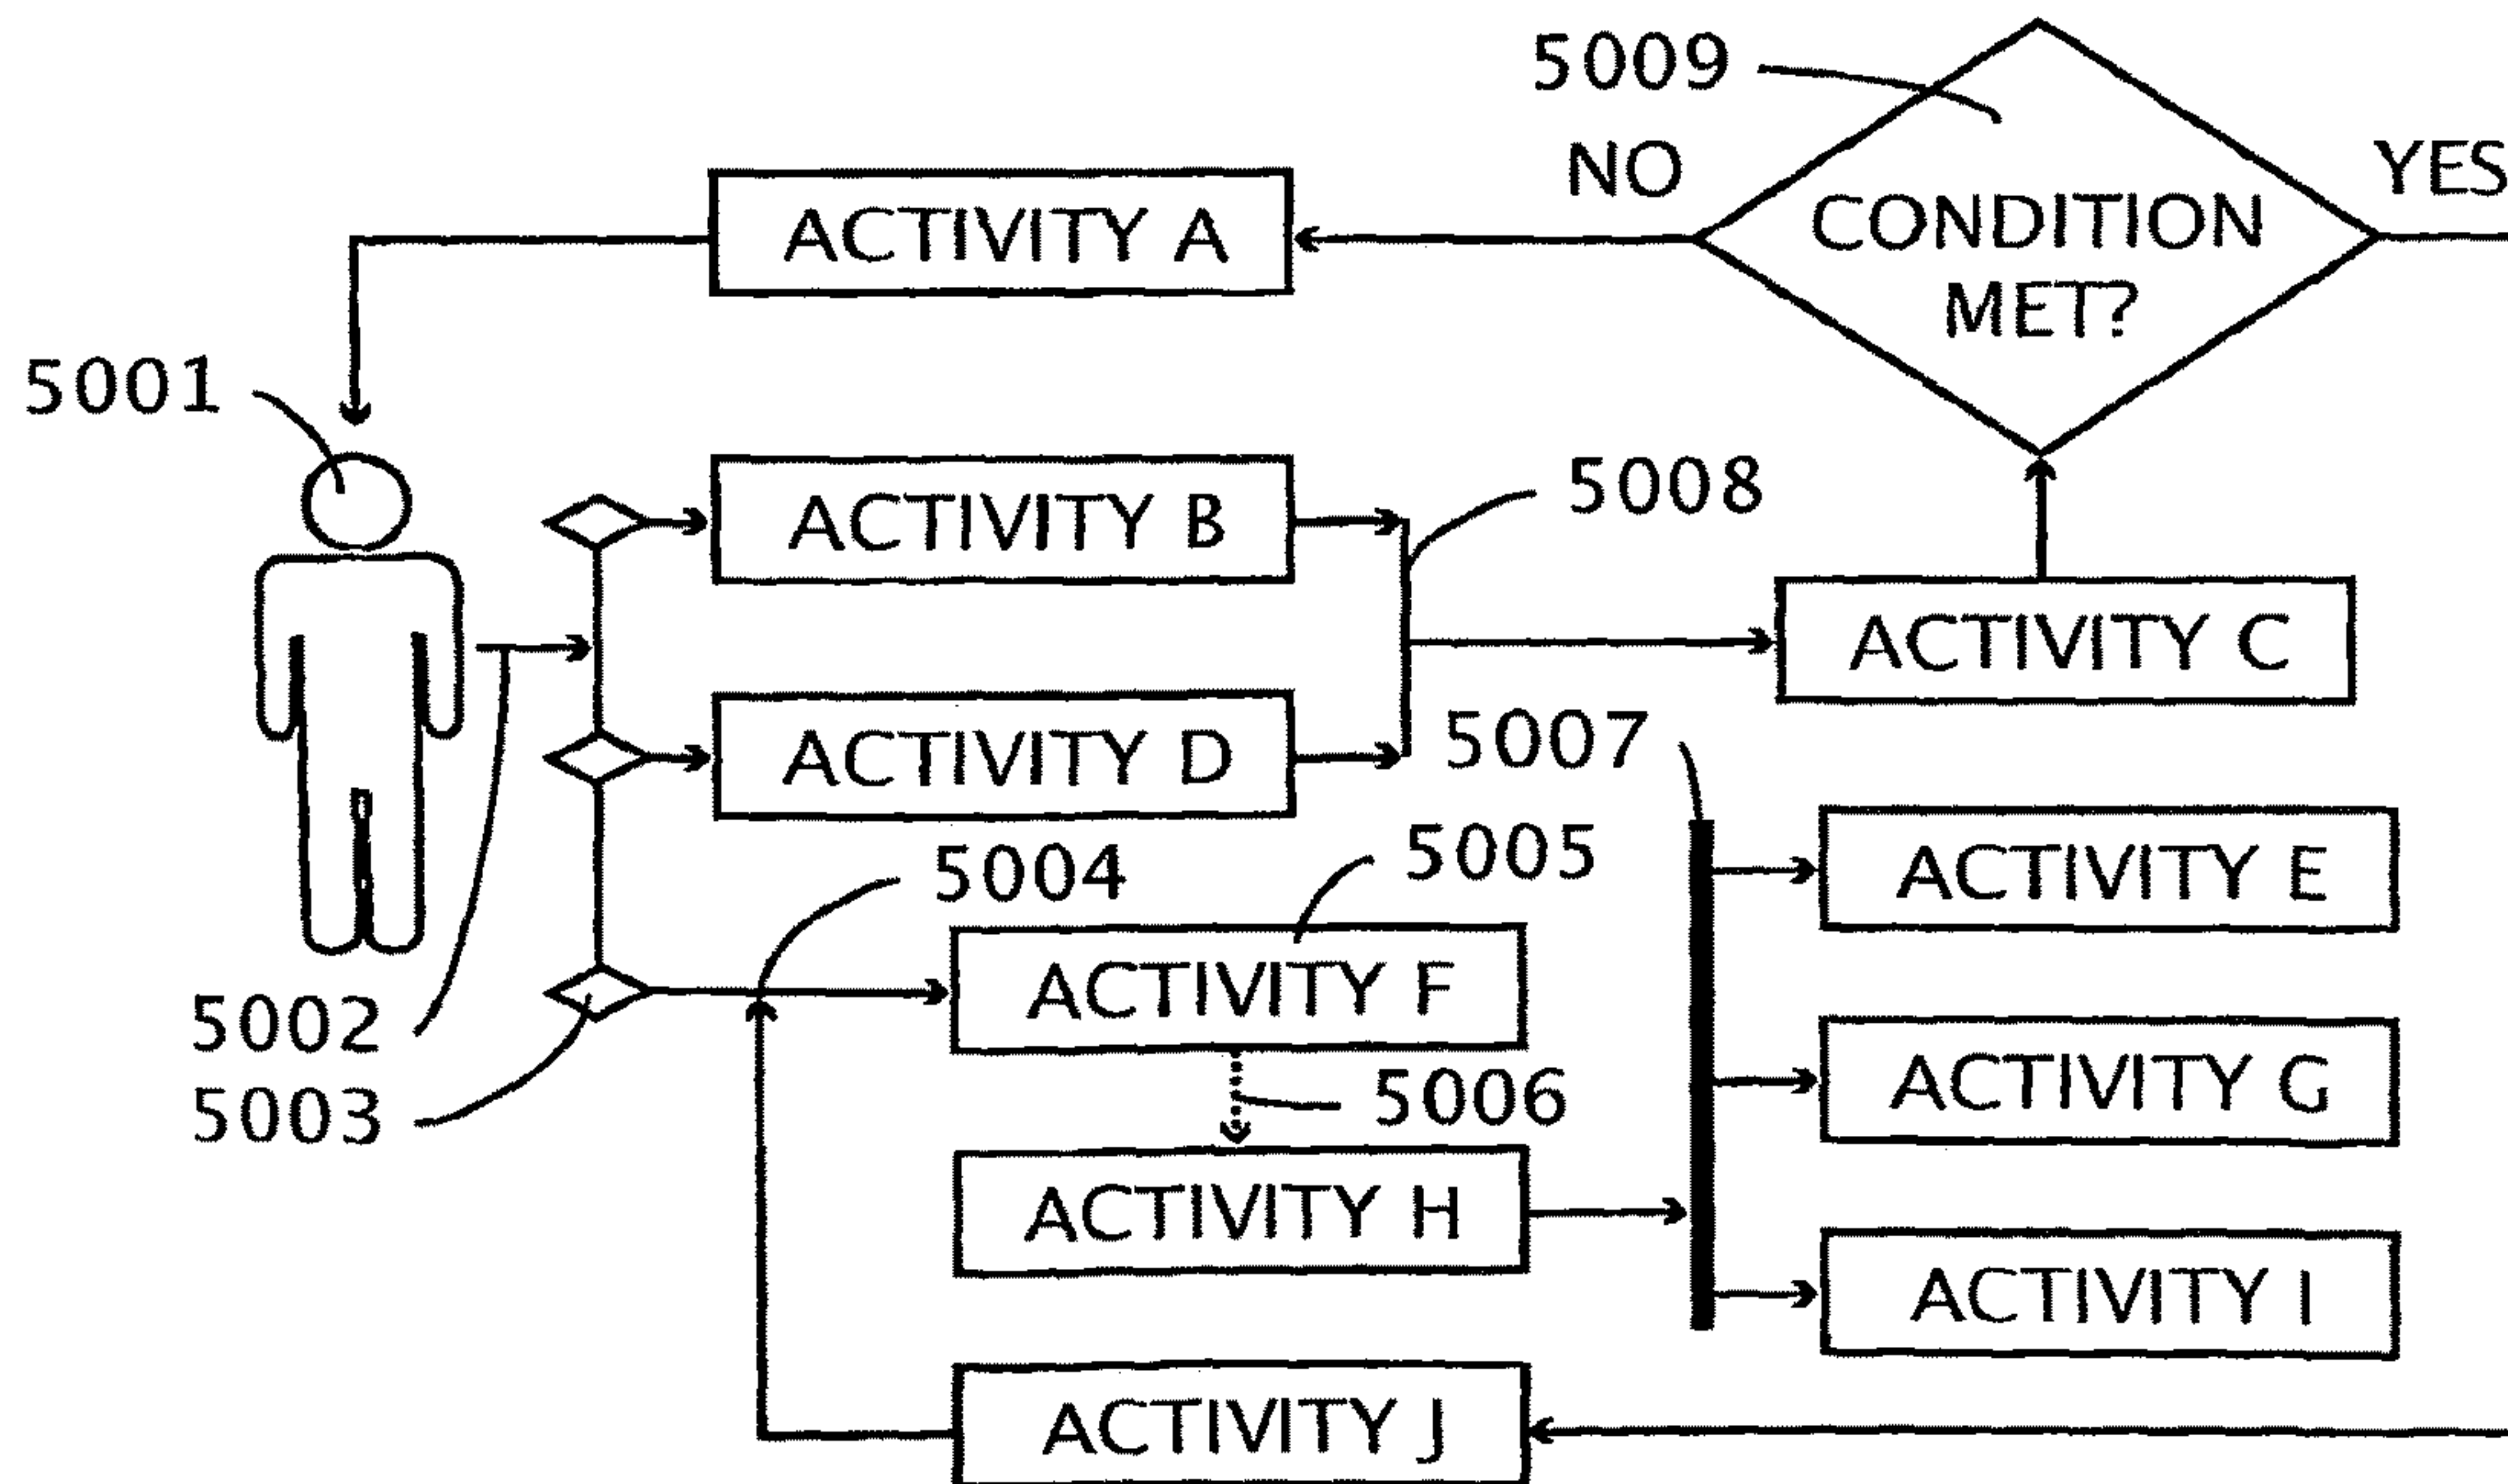 5009
NO
YES
ACTIVITY A
CONDITION
MET?
5001
ACTIVITY B
5008
ACTIVITY C
ACTIVITY D
5007
5004
5005
ACTIVITY E
ACTIVITY F
5002
5003
5006
ACTIVITY G
ACTIVITY H
ACTIVITY I
ACTIVITY J